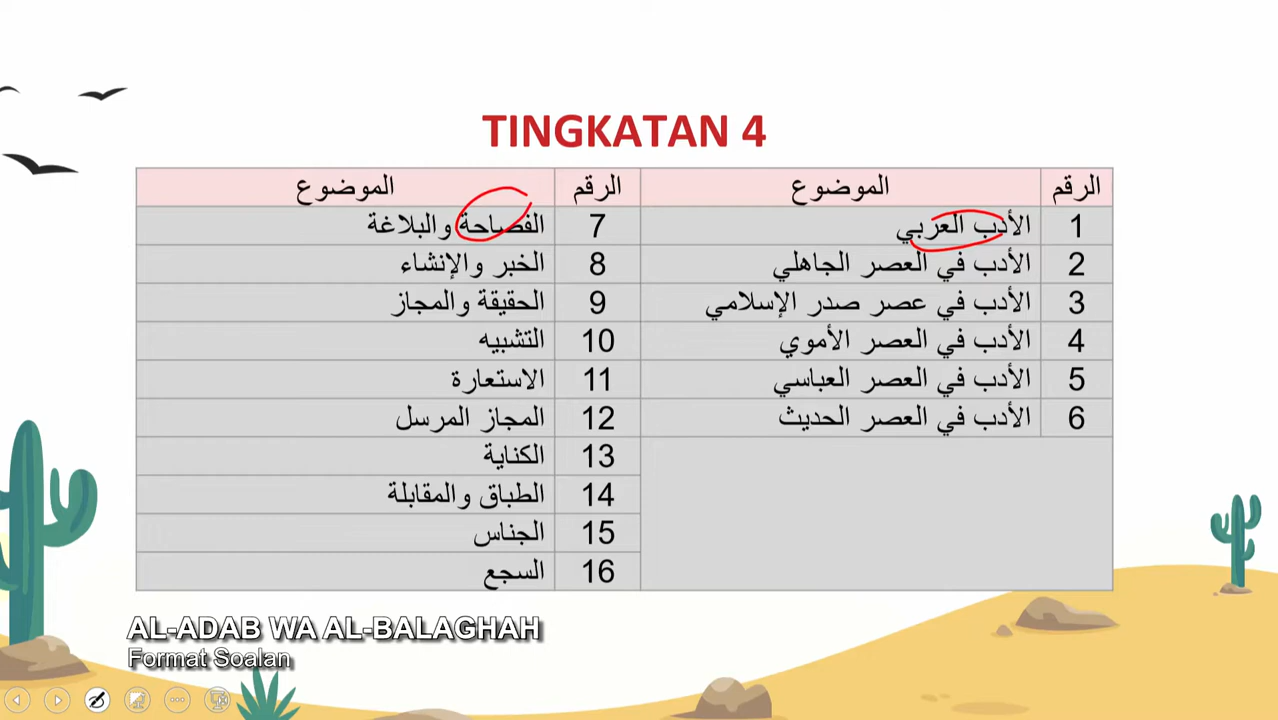 TINGKATAN 4
الرقم الموضوع الرقم الموضوع
1 الأدب العربي 7 الفصاحة والبلاغة
2 الأدب في العصر الجاهلي 8 الخبر والإنشاء
3 الأدب في عصر صدر الإسلامي 9 الحقيقة والمجاز
4 الأدب في العصر الأموي 10 التشبيه
5 الأدب في العصر العباسي 11 الاستعارة
6 الأدب في العصر الحديث 12 المجاز المرسل
13 الكناية
14 الطباق والمقابلة
15 الجناس
16 السجع
AL-ADAB WA AL-BALAGHAH
Format Soalan